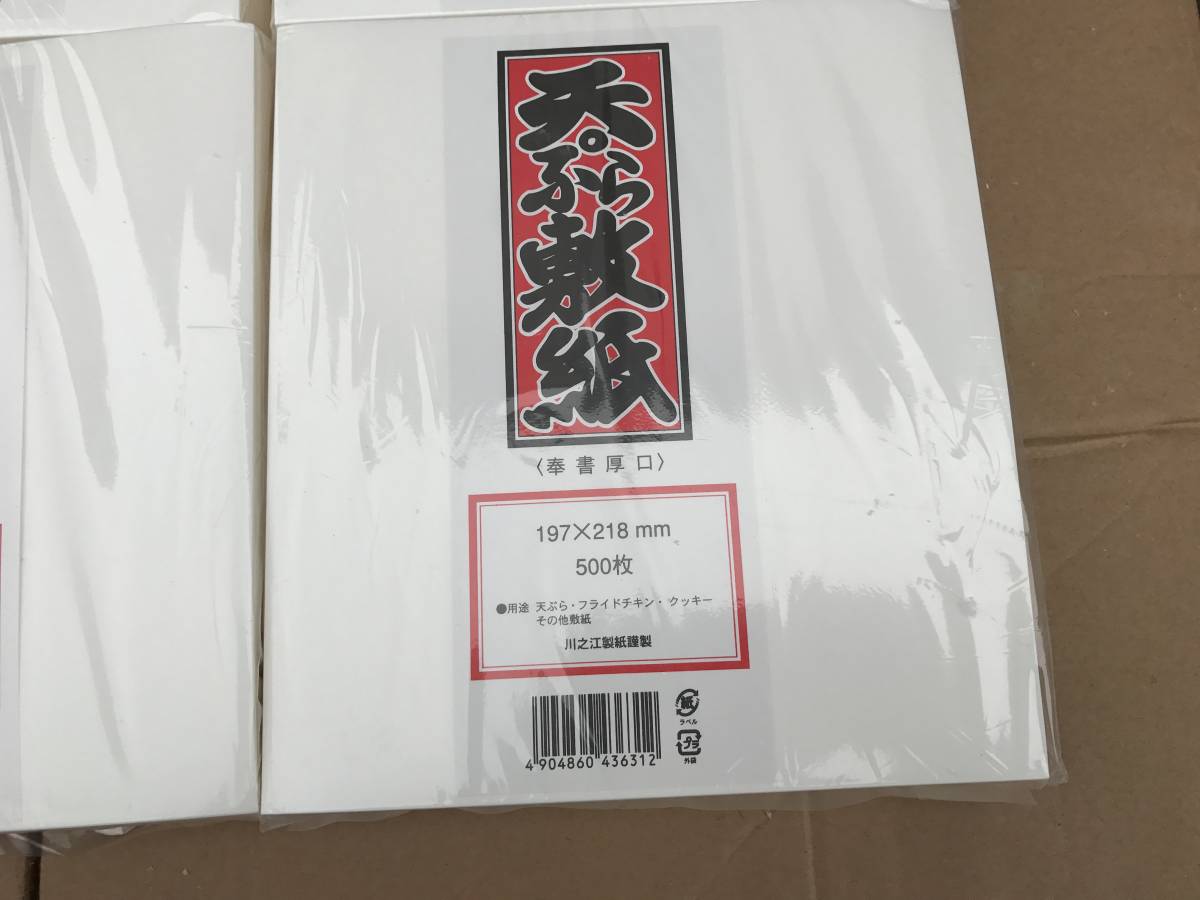 天ぷら敷紙
〈奉書厚口〉
197×218 mm
500枚
●用途 天ぷら・フライドチキン・クッキー
その他敷紙
川之江製紙謹製
4 904860 436312
紙
ラベル
プラ
外袋